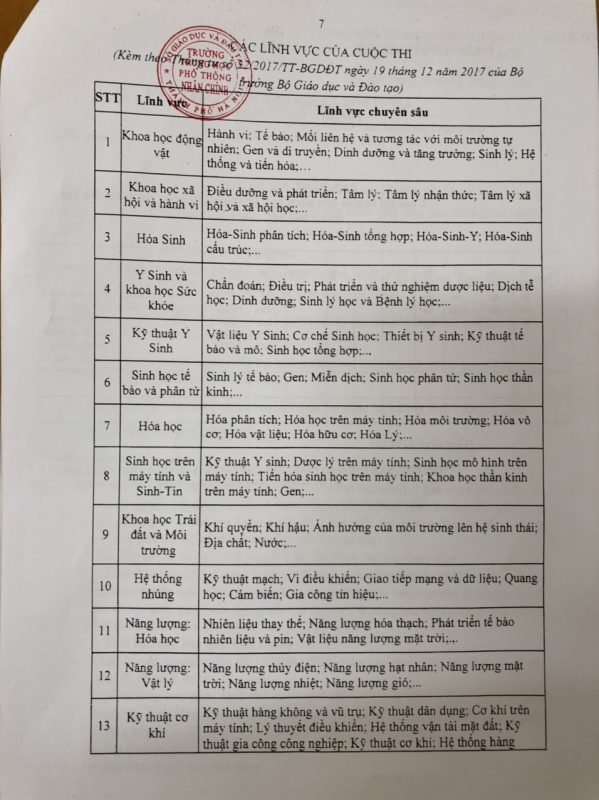 7
CÁC LĨNH VỰC CỦA CUỘC THI
(Kèm theo Thông tư số 32/2017/TT-BGDĐT ngày 19 tháng 12 năm 2017 của Bộ
trưởng Bộ Giáo dục và Đào tạo)
SỞ GIÁO DỤC VÀ ĐÀO
TRƯỜNG
TRUNG HỌC
PHỔ THÔNG
NHÂN CHÍNH
THÀNH PHỐ HÀ NỘI
STT Lĩnh vực Lĩnh vực chuyên sâu
1 Khoa học động vật
Hành vi; Tế bào; Mối liên hệ và tương tác với môi trường tự
nhiên; Gen và di truyền; Dinh dưỡng và tăng trưởng; Sinh lý; Hệ
thống và tiến hóa;…
2 Khoa học xã hội và hành vi
Điều dưỡng và phát triển; Tâm lý; Tâm lý nhận thức; Tâm lý xã
hội và xã hội học;...
3 Hóa Sinh
Hóa-Sinh phân tích; Hóa-Sinh tổng hợp; Hóa-Sinh-Y; Hóa-Sinh
cấu trúc;...
4 Y Sinh và khoa học Sức khỏe
Chẩn đoán; Điều trị; Phát triển và thử nghiệm dược liệu; Dịch tễ
học; Dinh dưỡng; Sinh lý học và Bệnh lý học;...
5 Kỹ thuật Y Sinh
Vật liệu Y Sinh; Cơ chế Sinh học; Thiết bị Y sinh; Kỹ thuật tế
bào và mô; Sinh học tổng hợp;...
6 Sinh học tế bào và phân tử
Sinh lý tế bào; Gen; Miễn dịch; Sinh học phân tử; Sinh học thần
kinh;...
7 Hóa học
Hóa phân tích; Hóa học trên máy tính; Hóa môi trường; Hóa vô
cơ; Hóa vật liệu; Hóa hữu cơ; Hóa Lý;...
8 Sinh học trên máy tính và Sinh-Tin
Kỹ thuật Y sinh; Dược lý trên máy tính; Sinh học mô hình trên
máy tính; Tiến hóa sinh học trên máy tính; Khoa học thần kinh
trên máy tính; Gen;...
9 Khoa học Trái đất và Môi trường
Khí quyển; Khí hậu; Ảnh hưởng của môi trường lên hệ sinh thái;
Địa chất; Nước;...
10 Hệ thống nhúng
Kỹ thuật mạch; Vi điều khiển; Giao tiếp mạng và dữ liệu; Quang
học; Cảm biến; Gia công tín hiệu;...
11 Năng lượng: Hóa học
Nhiên liệu thay thế; Năng lượng hóa thạch; Phát triển tế bào
nhiên liệu và pin; Vật liệu năng lượng mặt trời;...
12 Năng lượng: Vật lý
Năng lượng thủy điện; Năng lượng hạt nhân; Năng lượng mặt
trời; Năng lượng nhiệt; Năng lượng gió;...
13 Kỹ thuật cơ khí
Kỹ thuật hàng không và vũ trụ; Kỹ thuật dân dụng; Cơ khí trên
máy tính; Lý thuyết điều khiển; Hệ thống vận tải mặt đất; Kỹ
thuật gia công công nghiệp; Kỹ thuật cơ khí; Hệ thống hàng